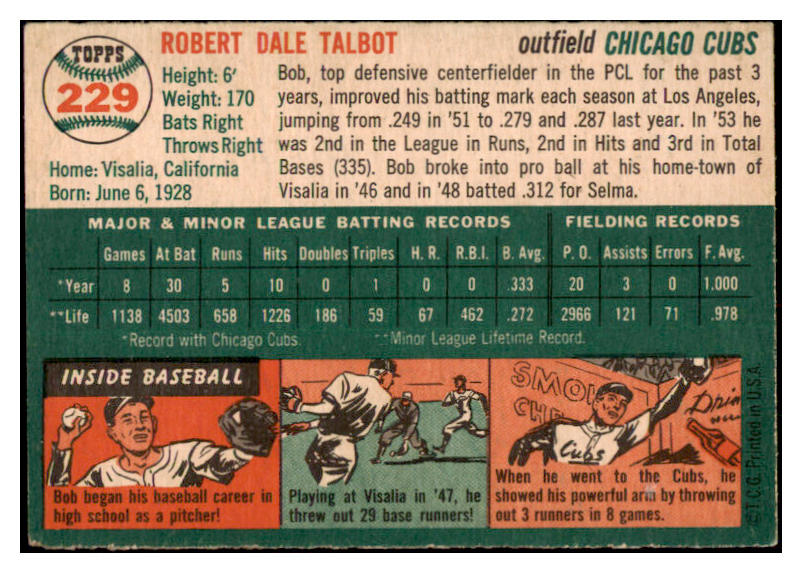 TOPPS
229
ROBERT DALE TALBOT
outfield CHICAGO CUBS
Height: 6'
Weight: 170
Bats Right
Throws Right
Home: Visalia, California
Born: June 6, 1928
Bob, top defensive centerfielder in the PCL for the past 3
years, improved his batting mark each season at Los Angeles,
jumping from .249 in '51 to .279 and .287 last year. In '53 he
was 2nd in the League in Runs, 2nd in Hits and 3rd in Total
Bases (335). Bob broke into pro ball at his home-town of
Visalia in '46 and in '48 batted .312 for Selma.
MAJOR & MINOR LEAGUE BATTING RECORDS FIELDING RECORDS
Games At Bat Runs Hits Doubles Triples H. R. R.B.I. B. Avg. P. O. Assists Errors F. Avg.
*Year 8 30 5 10 0 1 0 0 .333 20 3 0 1.000
**Life 1138 4503 658 1226 186 59 67 462 .272 2966 121 71 .978
*Record with Chicago Cubs. **Minor League Lifetime Record.
INSIDE BASEBALL
Bob began his baseball career in
high school as a pitcher!
Playing at Visalia in '47, he
threw out 29 base runners!
SMO
CHE
Drin
Cubs
When he went to the Cubs, he
showed his powerful arm by throwing
out 3 runners in 8 games.
©T.C.G. Printed in U.S.A.